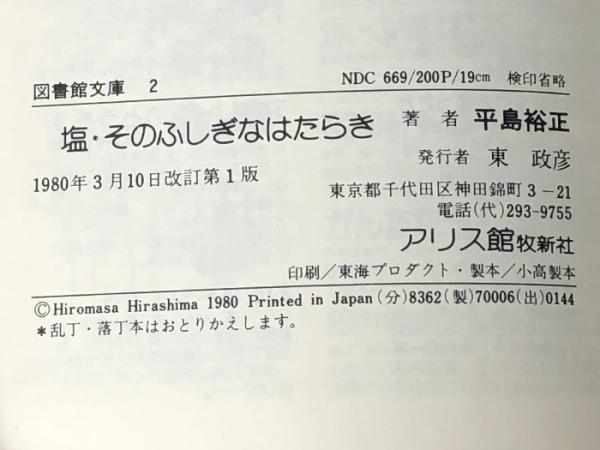 図書館文庫 2
NDC 669/200P/19cm 検印省略
塩・そのふしぎなはたらき
著者 平島裕正
1980年3月10日改訂第1版
発行者 東 政彦
東京都千代田区神田錦町3－21
電話(代)293-9755
アリス館牧新社
印刷／東海プロダクト・製本／小高製本
©Hiromasa Hirashima 1980 Printed in Japan (分)8362(製)70006(出)0144
＊乱丁・落丁本はおとりかえします。